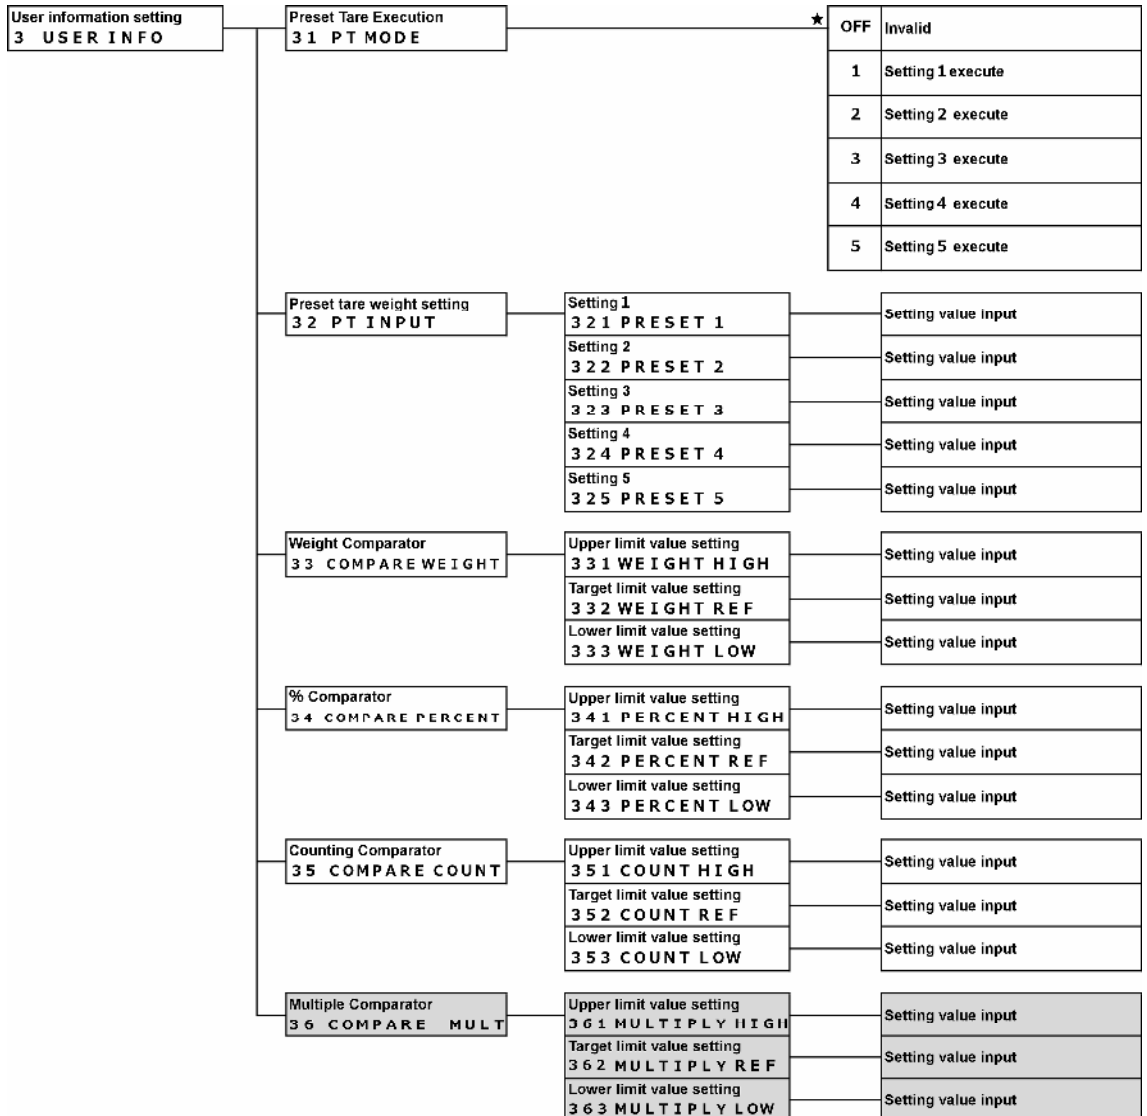 User information setting
3 USER INFO
Preset Tare Execution
31 PT MODE
★
OFF Invalid
1 Setting 1 execute
2 Setting 2 execute
3 Setting 3 execute
4 Setting 4 execute
5 Setting 5 execute
Preset tare weight setting
32 PT INPUT
Setting 1
321 PRESET 1
Setting value input
Setting 2
322 PRESET 2
Setting value input
Setting 3
323 PRESET 3
Setting value input
Setting 4
324 PRESET 4
Setting value input
Setting 5
325 PRESET 5
Setting value input
Weight Comparator
33 COMPARE WEIGHT
Upper limit value setting
331 WEIGHT HIGH
Setting value input
Target limit value setting
332 WEIGHT REF
Setting value input
Lower limit value setting
333 WEIGHT LOW
Setting value input
% Comparator
34 COMPARE PERCENT
Upper limit value setting
341 PERCENT HIGH
Setting value input
Target limit value setting
342 PERCENT REF
Setting value input
Lower limit value setting
343 PERCENT LOW
Setting value input
Counting Comparator
35 COMPARE COUNT
Upper limit value setting
351 COUNT HIGH
Setting value input
Target limit value setting
352 COUNT REF
Setting value input
Lower limit value setting
353 COUNT LOW
Setting value input
Multiple Comparator
36 COMPARE MULT
Upper limit value setting
361 MULTIPLY HIGH
Setting value input
Target limit value setting
362 MULTIPLY REF
Setting value input
Lower limit value setting
363 MULTIPLY LOW
Setting value input